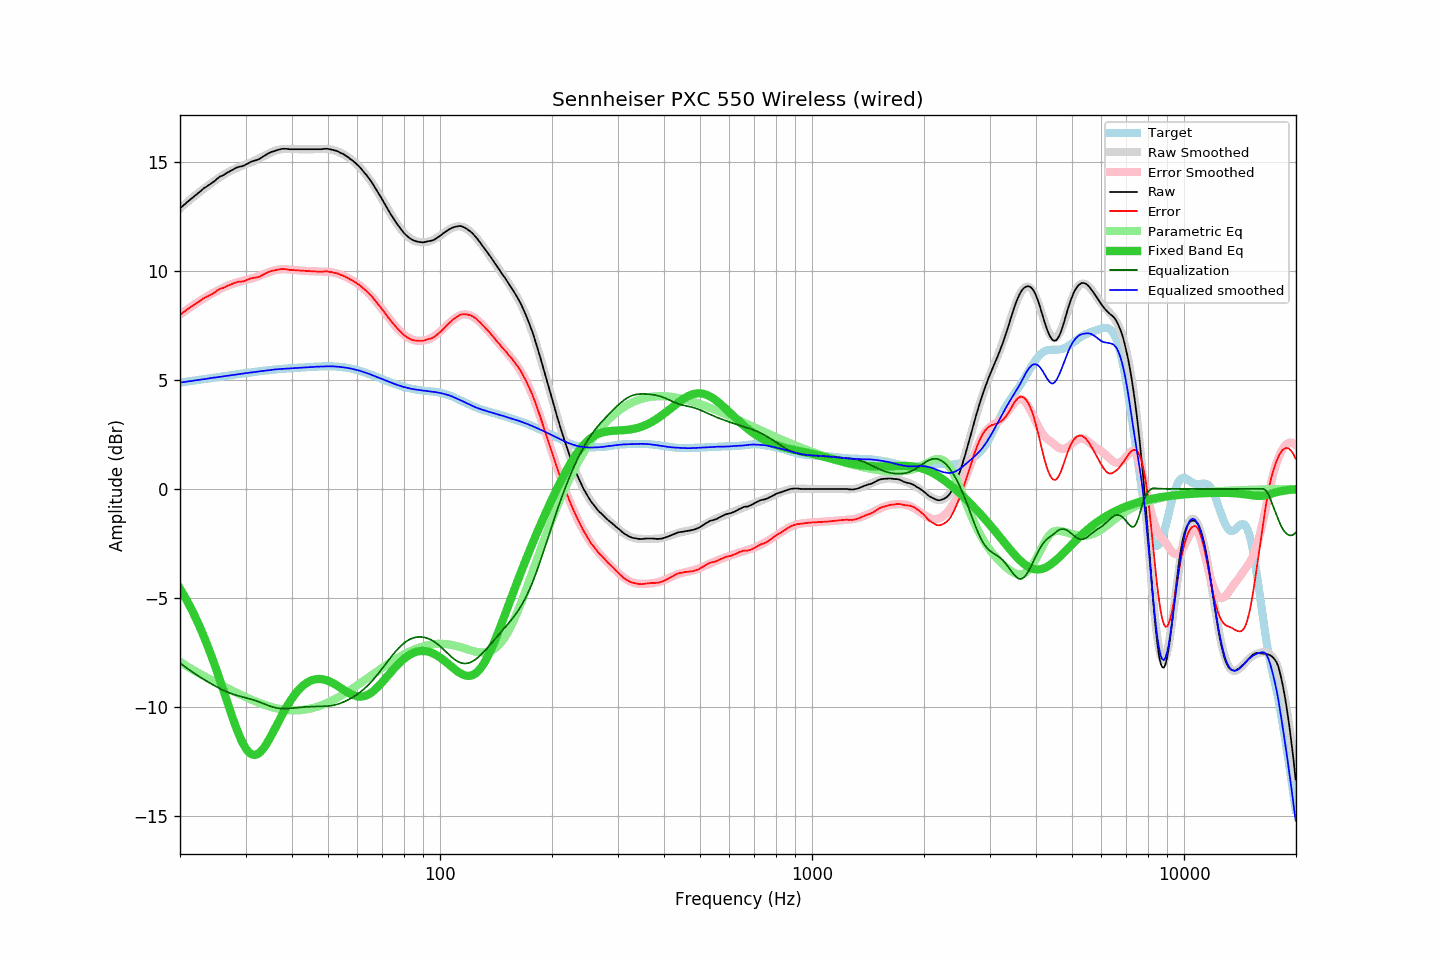 Sennheiser PXC 550 Wireless (wired)
Target
Raw Smoothed
Error Smoothed
Raw
Error
Parametric Eq
Fixed Band Eq
Equalization
Equalized smoothed
Amplitude (dBr)
15
10
5
0
−5
−10
−15
100 1000 10000
Frequency (Hz)